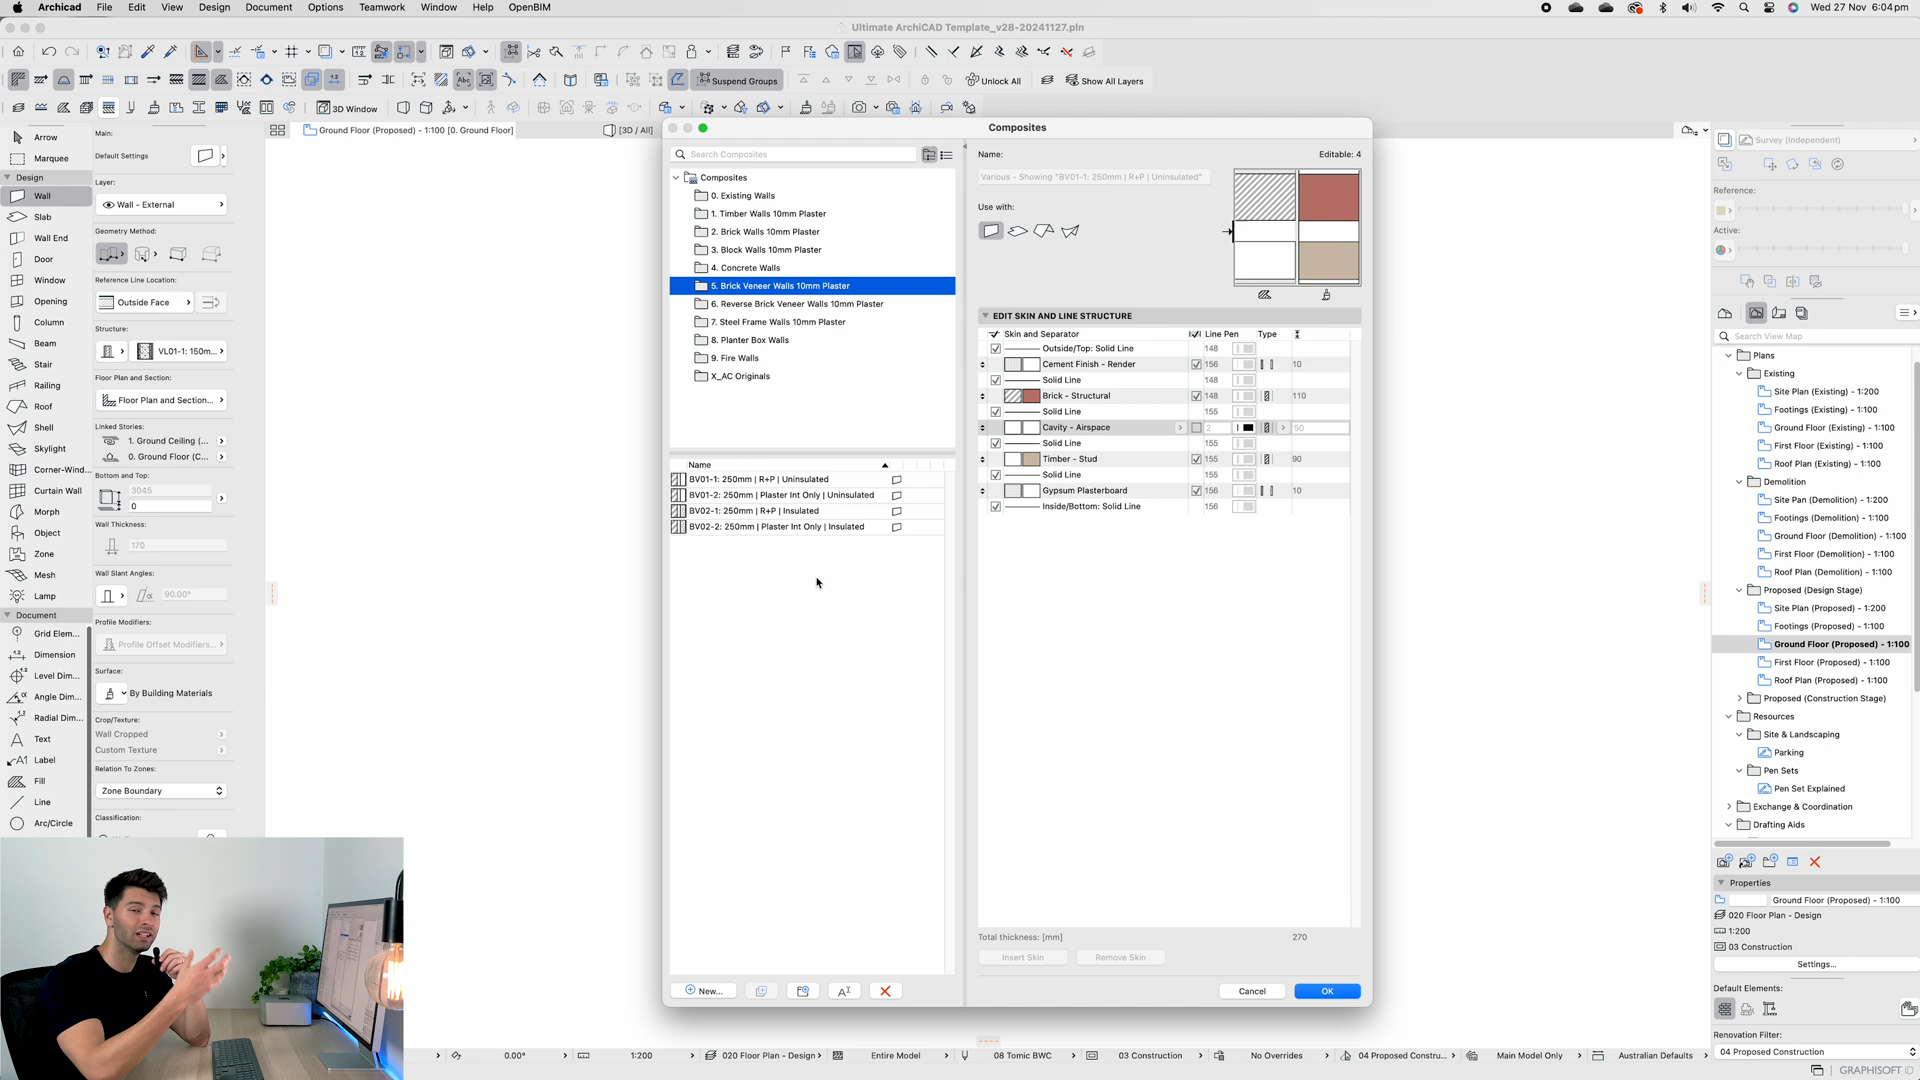 Archicad File Edit View Design Document Options Teamwork Window Help OpenBIM
Wed 27 Nov 6:04 pm
Ultimate ArchiCAD Template_v28-20241127.pln
Suspend Groups
Unlock All
Show All Layers
3D Window
Ground Floor (Proposed) - 1:100 [0. Ground Floor]
[3D / All]
Arrow
Marquee
Design
Wall
Slab
Wall End
Door
Window
Opening
Column
Beam
Stair
Railing
Roof
Shell
Skylight
Corner-Wind...
Curtain Wall
Morph
Object
Zone
Mesh
Lamp
Document
Grid Elem...
Dimension
Level Dim...
Angle Dim...
Radial Dim...
Text
Label
Fill
Line
Arc/Circle
Main:
Default Settings
Layer:
Wall - External
Geometry Method:
Reference Line Location:
Outside Face
Structure:
VL01-1: 150m...
Floor Plan and Section:
Floor Plan and Section...
Linked Stories:
1. Ground Ceiling (...
0. Ground Floor (C...
Bottom and Top:
3045
0
Wall Thickness:
170
Wall Slant Angles:
90.00°
Profile Modifiers:
Profile Offset Modifiers...
Surface:
By Building Materials
Crop/Texture:
Wall Cropped
Custom Texture
Relation To Zones:
Zone Boundary
Classification:
Composites
Search Composites
Composites
0. Existing Walls
1. Timber Walls 10mm Plaster
2. Brick Walls 10mm Plaster
3. Block Walls 10mm Plaster
4. Concrete Walls
5. Brick Veneer Walls 10mm Plaster
6. Reverse Brick Veneer Walls 10mm Plaster
7. Steel Frame Walls 10mm Plaster
8. Planter Box Walls
9. Fire Walls
X_AC Originals
Name
BV01-1: 250mm | R+P | Uninsulated
BV01-2: 250mm | Plaster Int Only | Uninsulated
BV02-1: 250mm | R+P | Insulated
BV02-2: 250mm | Plaster Int Only | Insulated
New...
Name:
Editable: 4
Various - Showing "BV01-1: 250mm | R+P | Uninsulated"
Use with:
EDIT SKIN AND LINE STRUCTURE
Skin and Separator Line Pen Type
Outside/Top: Solid Line 148
Cement Finish - Render 156 10
Solid Line 148
Brick - Structural 148 110
Solid Line 155
Cavity - Airspace 2 50
Solid Line 155
Timber - Stud 155 90
Solid Line 155
Gypsum Plasterboard 156 10
Inside/Bottom: Solid Line 156
Total thickness: [mm] 270
Insert Skin Remove Skin
Cancel OK
Survey (Independent)
Reference:
Active:
Search View Map
Plans
Existing
Site Plan (Existing) - 1:200
Footings (Existing) - 1:100
Ground Floor (Existing) - 1:100
First Floor (Existing) - 1:100
Roof Plan (Existing) - 1:100
Demolition
Site Pan (Demolition) - 1:200
Footings (Demolition) - 1:100
Ground Floor (Demolition) - 1:100
First Floor (Demolition) - 1:100
Roof Plan (Demolition) - 1:100
Proposed (Design Stage)
Site Plan (Proposed) - 1:200
Footings (Proposed) - 1:100
Ground Floor (Proposed) - 1:100
First Floor (Proposed) - 1:100
Roof Plan (Proposed) - 1:100
Proposed (Construction Stage)
Resources
Site & Landscaping
Parking
Pen Sets
Pen Set Explained
Exchange & Coordination
Drafting Aids
Properties
Ground Floor (Proposed) - 1:100
020 Floor Plan - Design
1:200
03 Construction
Settings...
Default Elements:
Renovation Filter:
04 Proposed Construction
0.00° 1:200 020 Floor Plan - Design Entire Model 08 Tomic BWC 03 Construction No Overrides 04 Proposed Constru... Main Model Only Australian Defaults
GRAPHISOFT ID